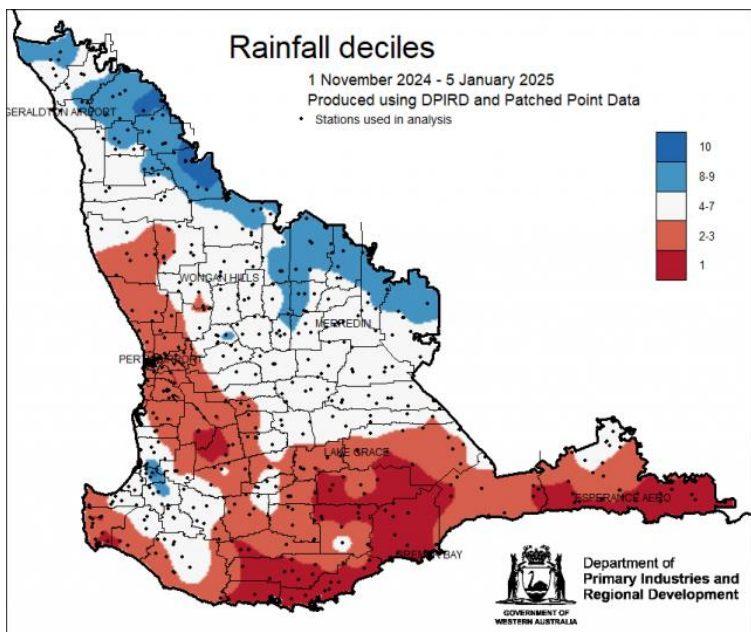 Rainfall deciles
1 November 2024 - 5 January 2025
Produced using DPIRD and Patched Point Data
Stations used in analysis
GERALDTON AIRPORT
10
8-9
4-7
2-3
1
WONGAN HILLS
MERREDIN
LAKE GRACE
ESPERANCE AERO
Department of
Primary Industries and
Regional Development
GOVERNMENT OF
WESTERN AUSTRALIA